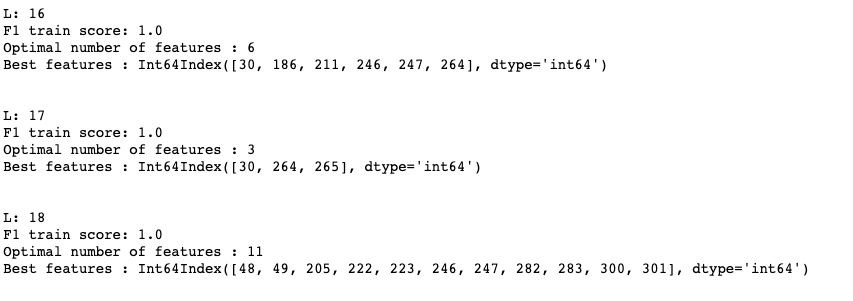 L: 16
F1 train score: 1.0
Optimal number of features : 6
Best features : Int64Index([30, 186, 211, 246, 247, 264], dtype='int64')
L: 17
F1 train score: 1.0
Optimal number of features : 3
Best features : Int64Index([30, 264, 265], dtype='int64')
L: 18
F1 train score: 1.0
Optimal number of features : 11
Best features : Int64Index([48, 49, 205, 222, 223, 246, 247, 282, 283, 300, 301], dtype='int64')